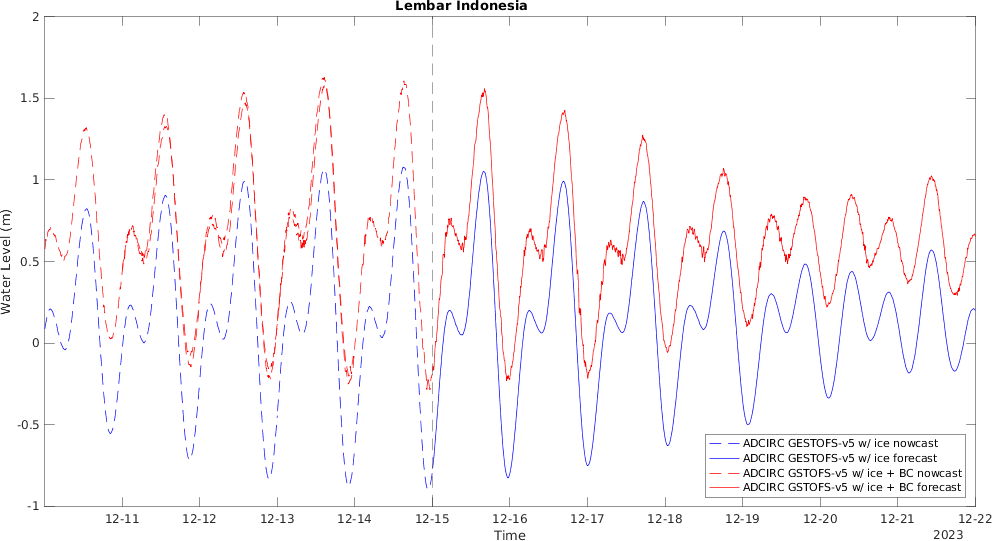 Lembar Indonesia
2
1.5
1
0.5
0
-0.5
-1
Water Level (m)
12-11 12-12 12-13 12-14 12-15 12-16 12-17 12-18 12-19 12-20 12-21 12-22
Time
2023
ADCIRC GESTOFS-v5 w/ ice nowcast
ADCIRC GESTOFS-v5 w/ ice forecast
ADCIRC GSTOFS-v5 w/ ice + BC nowcast
ADCIRC GSTOFS-v5 w/ ice + BC forecast